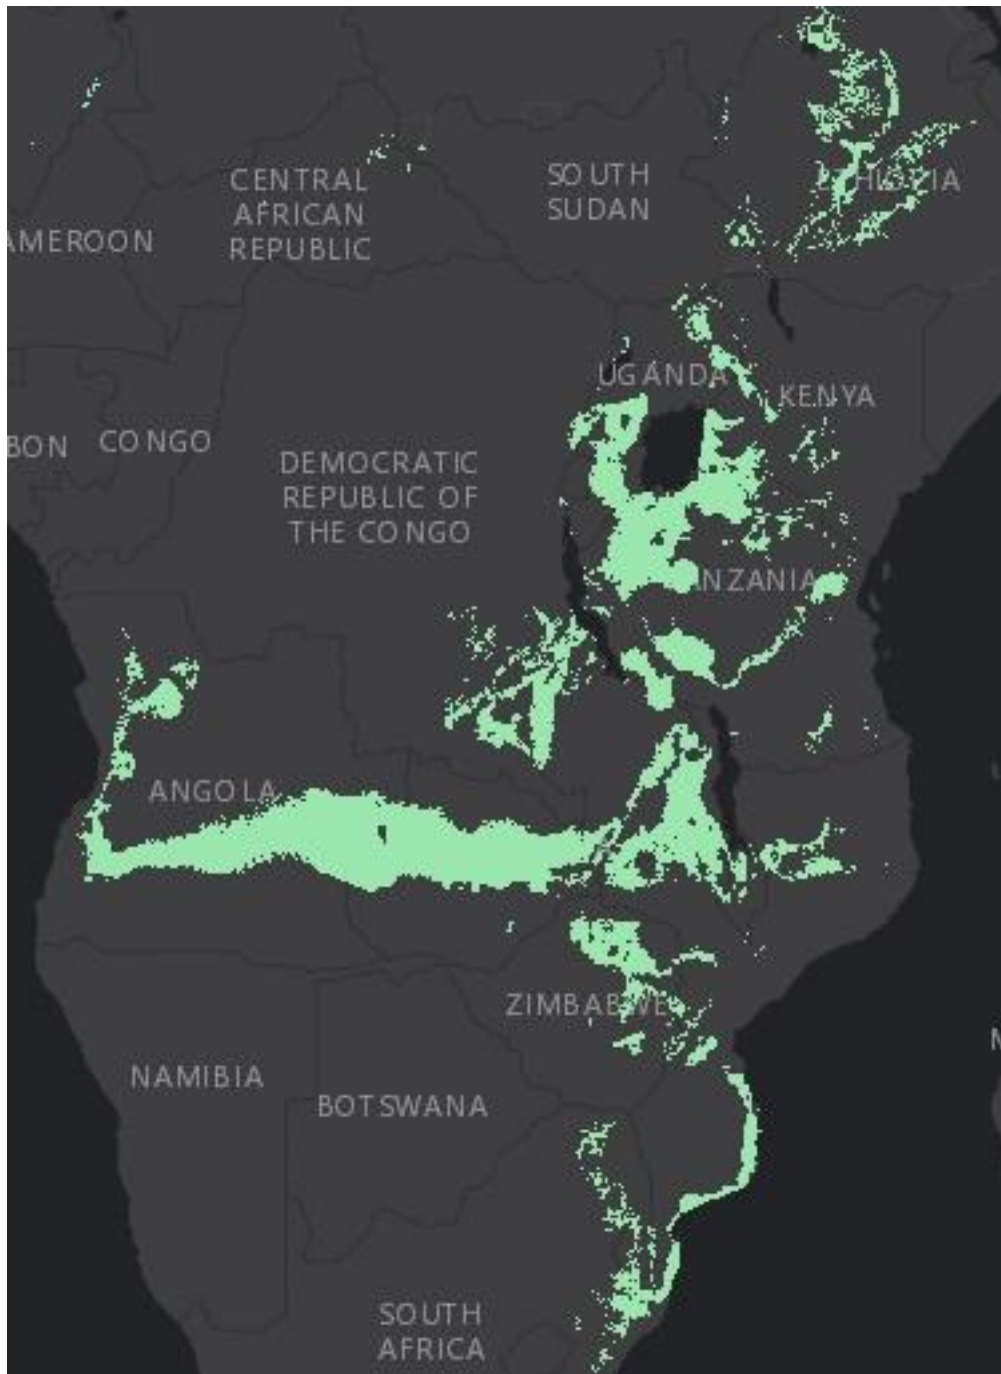 CENTRAL
AFRICAN
REPUBLIC
SOUTH
SUDAN
AMEROON
UGANDA
KENYA
BON
CONGO
DEMOCRATIC
REPUBLIC OF
THE CONGO
NZANIA
ANGOLA
ZIMBABWE
NAMIBIA
BOTSWANA
SOUTH
AFRICA